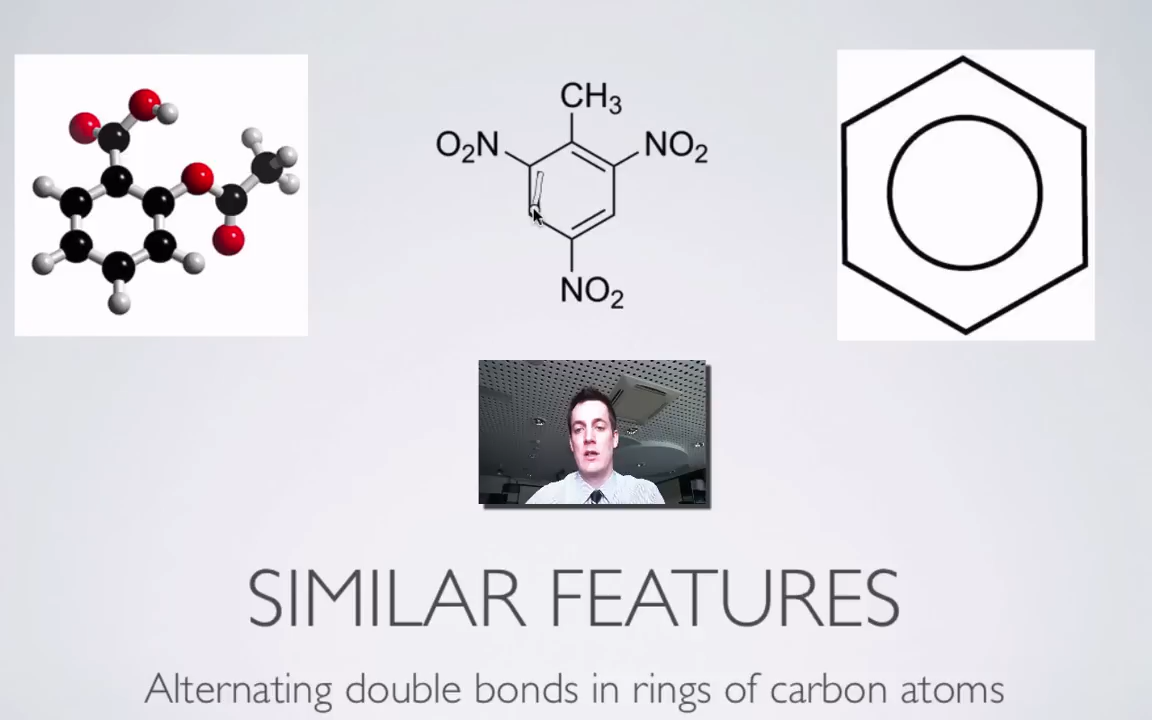 CH3
O2N
NO2
NO2
SIMILAR FEATURES
Alternating double bonds in rings of carbon atoms